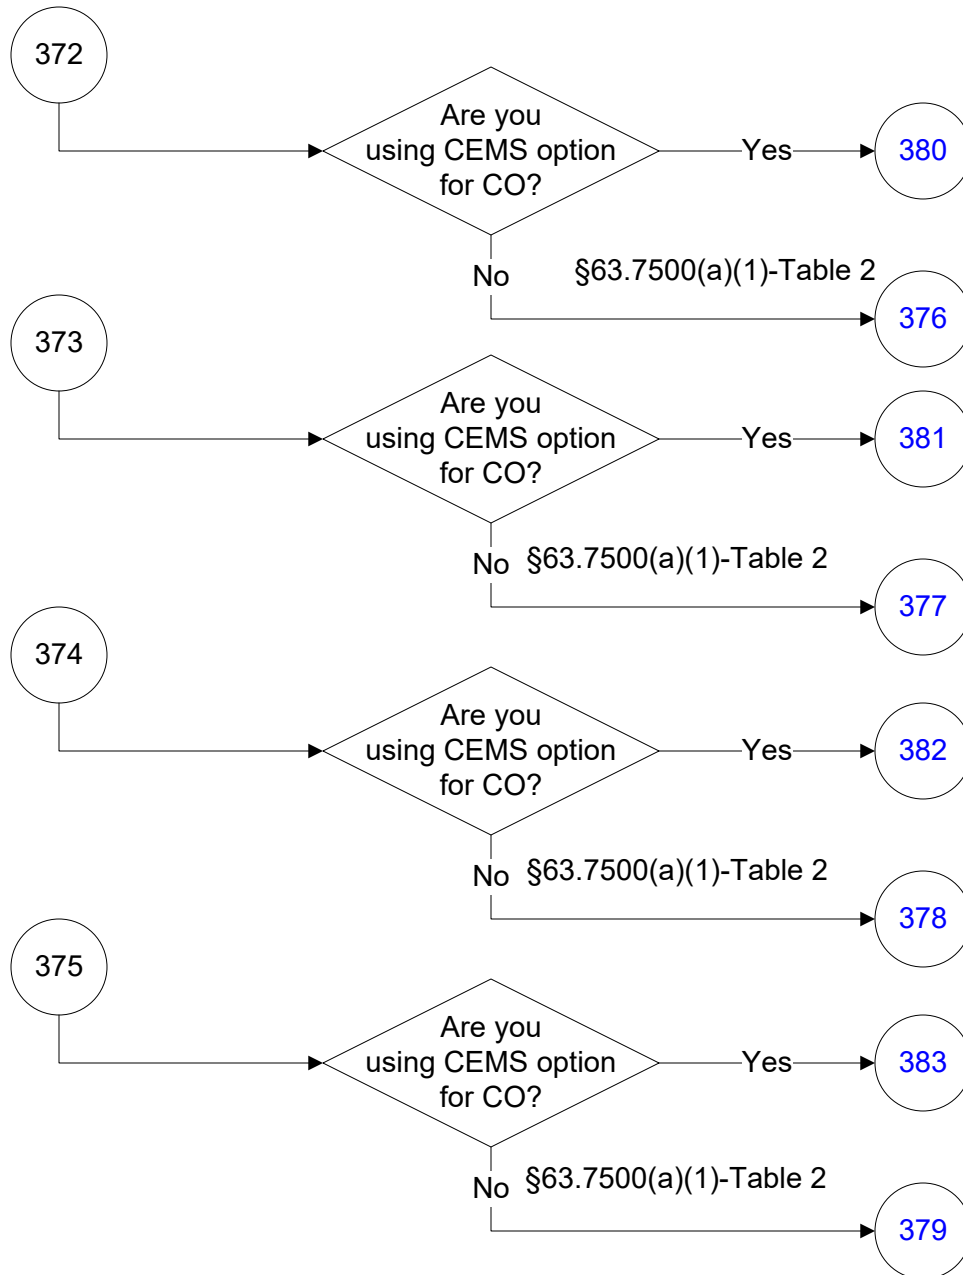 372
Are you
using CEMS option
for CO?
Yes
380
No
§63.7500(a)(1)-Table 2
376
373
Are you
using CEMS option
for CO?
Yes
381
No
§63.7500(a)(1)-Table 2
377
374
Are you
using CEMS option
for CO?
Yes
382
No
§63.7500(a)(1)-Table 2
378
375
Are you
using CEMS option
for CO?
Yes
383
No
§63.7500(a)(1)-Table 2
379